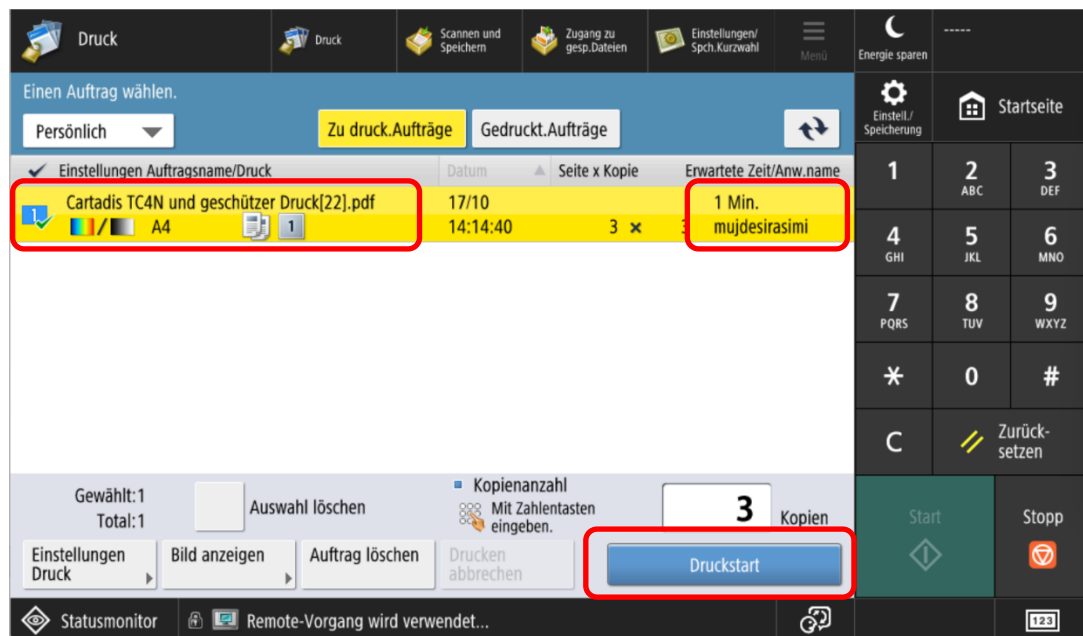 Druck
Druck
Scannen und
Speichern
Zugang zu
gesp.Dateien
Einstellungen/
Spch.Kurzwahl
Menü
Energie sparen
-----
Einen Auftrag wählen.
Persönlich
Zu druck.Aufträge
Gedruckt.Aufträge
Einstell./
Speicherung
Startseite
Einstellungen Auftragsname/Druck
Datum
Seite x Kopie
Erwartete Zeit/Anw.name
1
Cartadis TC4N und geschützer Druck[22].pdf
17/10
1 Min.
A4
1
14:14:40
3 ×
3
mujdesirasimi
1
2
ABC
3
DEF
4
GHI
5
JKL
6
MNO
7
PQRS
8
TUV
9
WXYZ
*
0
#
C
Zurück-
setzen
Gewählt:1
Total:1
Auswahl löschen
Kopienanzahl
Mit Zahlentasten
eingeben.
3
Kopien
Start
Stopp
Einstellungen
Druck
Bild anzeigen
Auftrag löschen
Drucken
abbrechen
Druckstart
Statusmonitor
Remote-Vorgang wird verwendet...
123